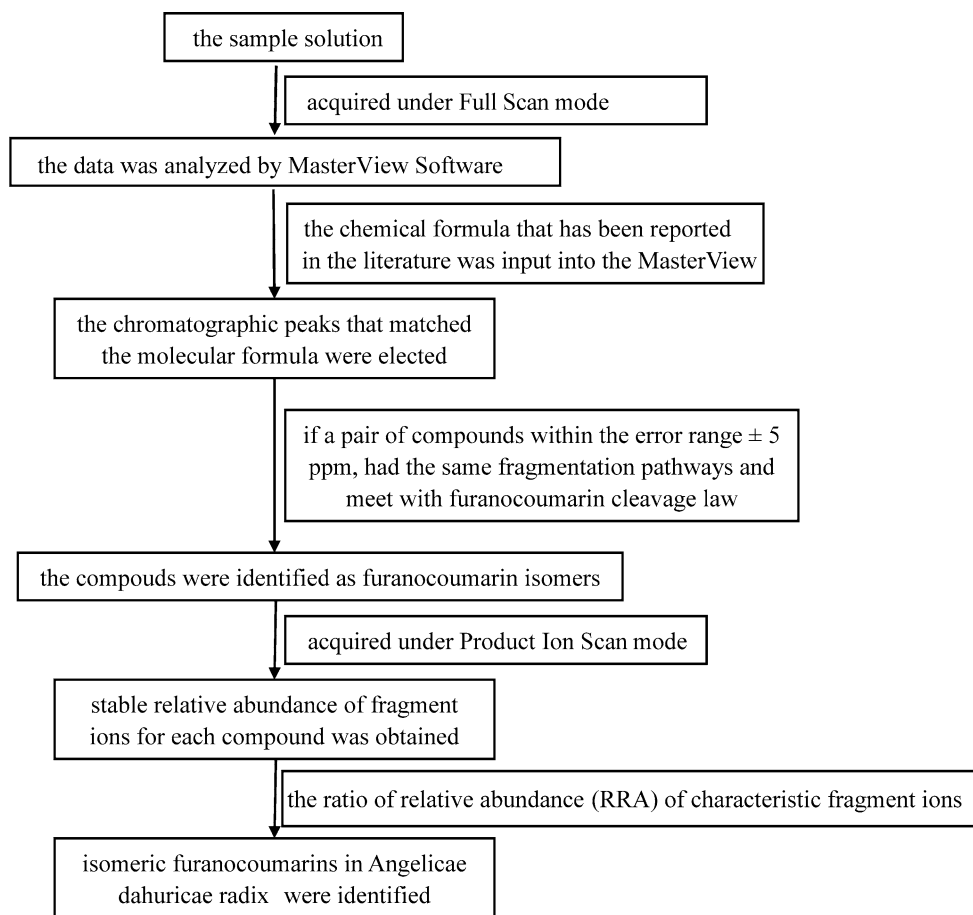 the sample solution
acquired under Full Scan mode
the data was analyzed by MasterView Software
the chemical formula that has been reported
in the literature was input into the MasterView
the chromatographic peaks that matched
the molecular formula were elected
if a pair of compounds within the error range ± 5
ppm, had the same fragmentation pathways and
meet with furanocoumarin cleavage law
the compouds were identified as furanocoumarin isomers
acquired under Product Ion Scan mode
stable relative abundance of fragment
ions for each compound was obtained
the ratio of relative abundance (RRA) of characteristic fragment ions
isomeric furanocoumarins in Angelicae
dahuricae radix were identified